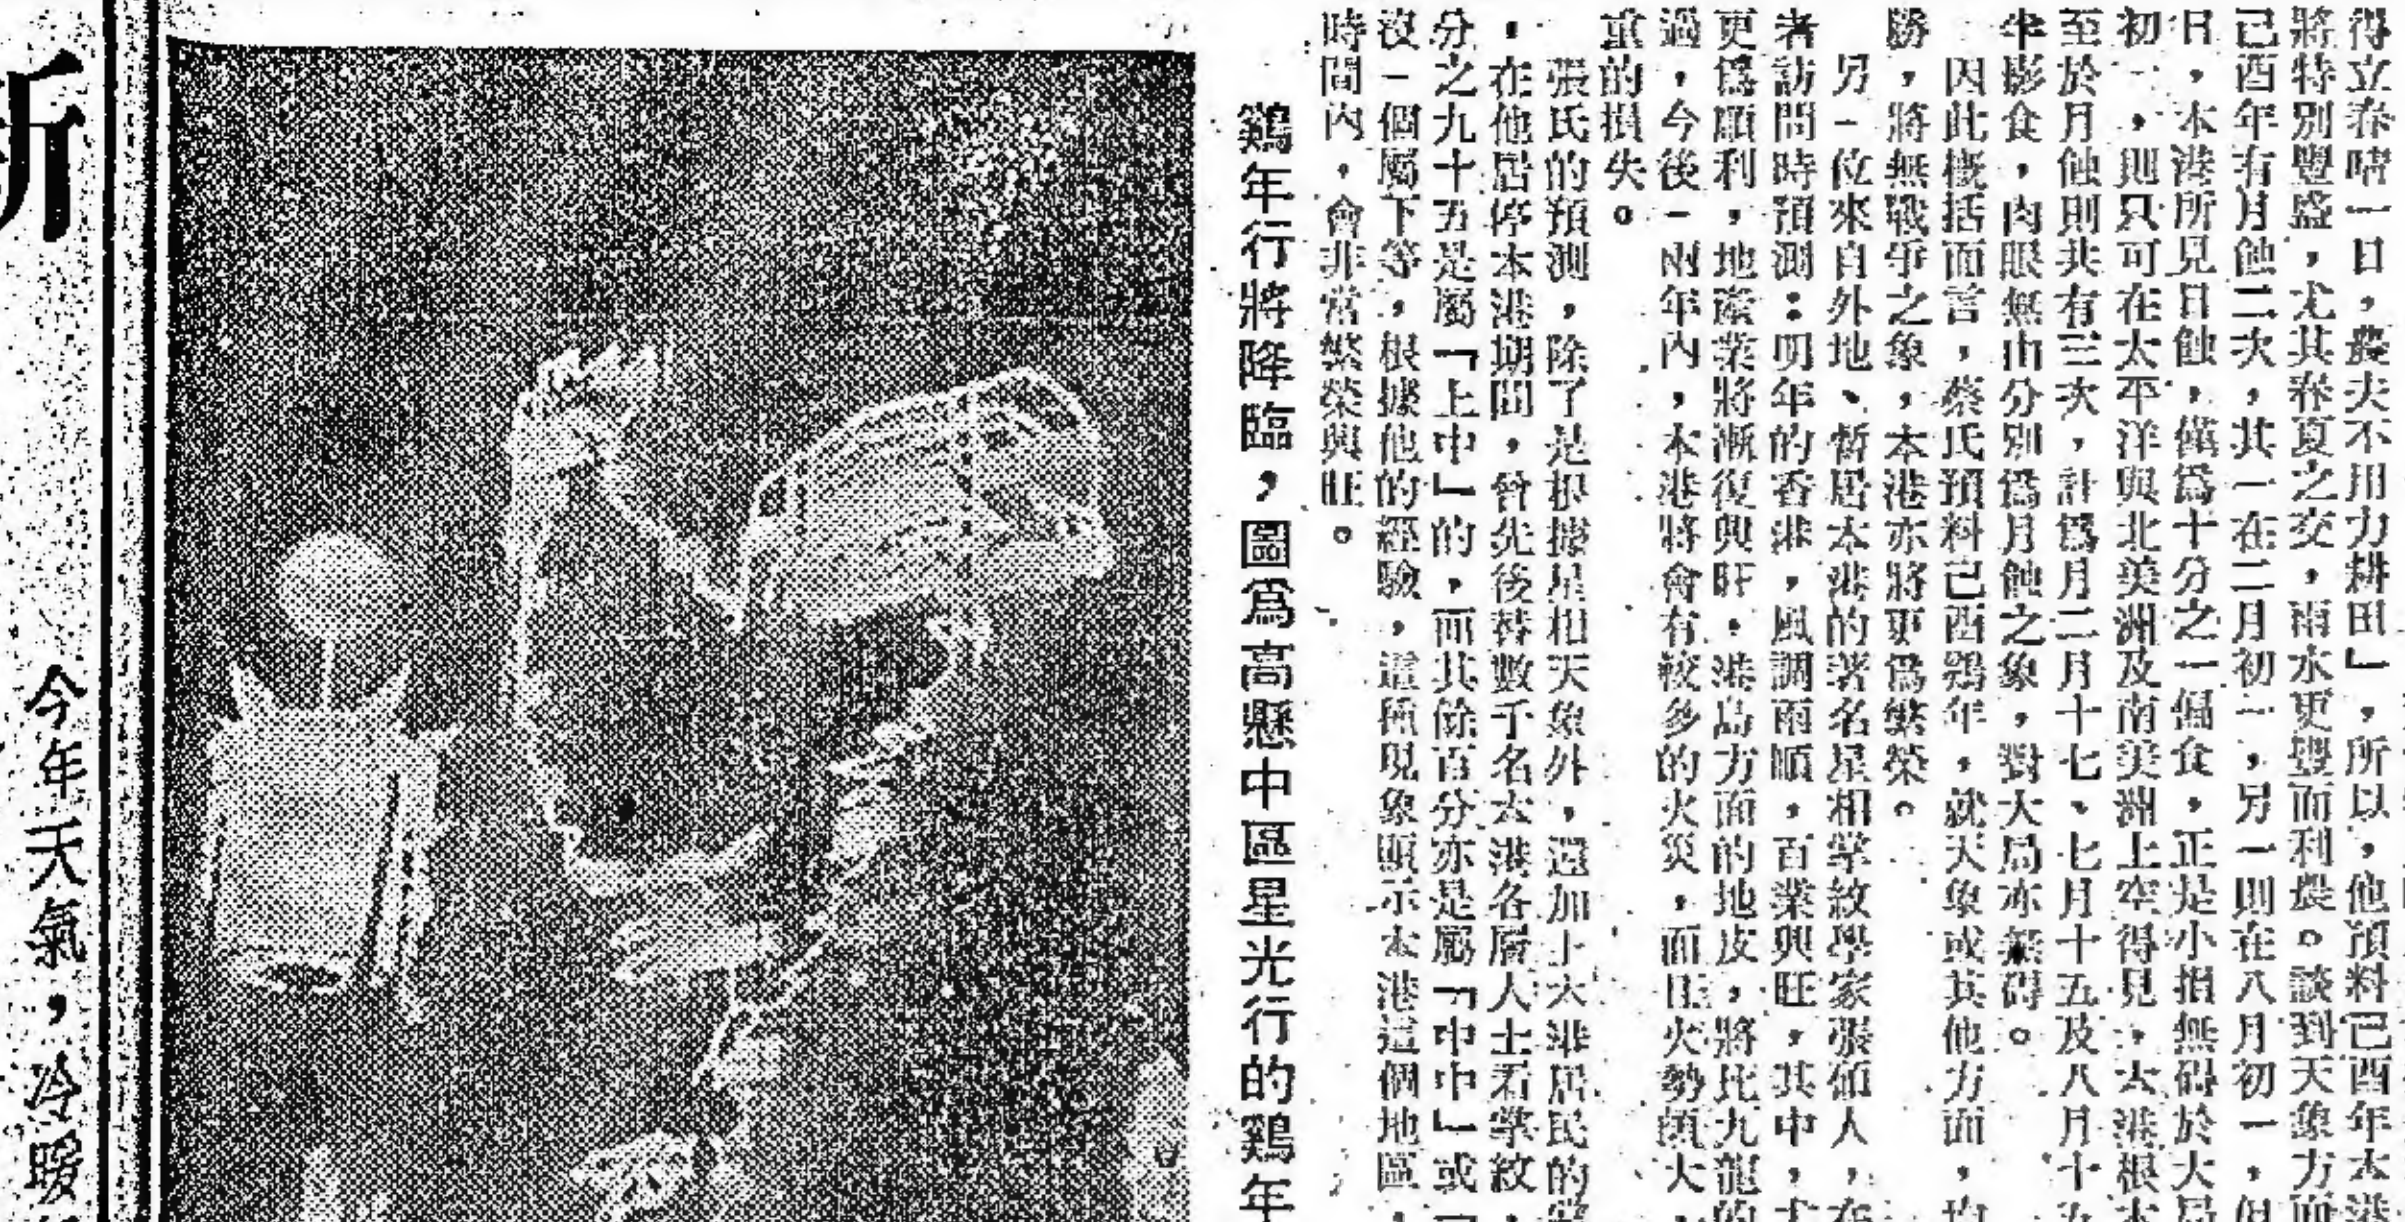 得立春啫一日，農夫不用力耕田」，所以，他預料己酉年本港
將特別豐盛，尤其春夏之交，雨水更豐而利農。談到天象方面
己酉年有月蝕二次，其一在二月初一，另一則在八月初一，但
日，本港所見日蝕，僅爲十分之一偏食，正是小損無碍於大局
初一，則只可在太平洋與北美洲及南美洲上空得見，本港根本
至於月蝕則共有三次，計爲月二月十七、七月十五及八月十五
半影食，肉眼無由分別爲月蝕之象，對大局亦無碍。
因此概括而言，蔡氏預料己酉鷄年，就天象或其他方面，均
勝，將無戰爭之象，本港亦將更爲繁榮。
另一位來自外地、暫居本港的著名星相掌紋學家張偉人，在
者訪問時預測：明年的香港，風調雨順，百業興旺，其中，尤
更爲順利，地產業將漸復興旺，港島方面的地皮，將比九龍的
過，今後一兩年內，本港將會有較多的火災，而且火勢頗大，
重的損失。
張氏的預測，除了是根據星相天象外，還加上本港居民的掌
，在他居停本港期間，曾先後替數千名本港各層人士看掌紋，
分之九十五是屬「上中」的，而其餘百分亦是屬「中中」或「
沒一個屬下等，根據他的經驗，這種現象顯示本港這個地區，
時間內，會非常繁榮與旺。
鷄年行將降臨，圖爲高懸中區星光行的鷄年
新
今年天氣，冷暖